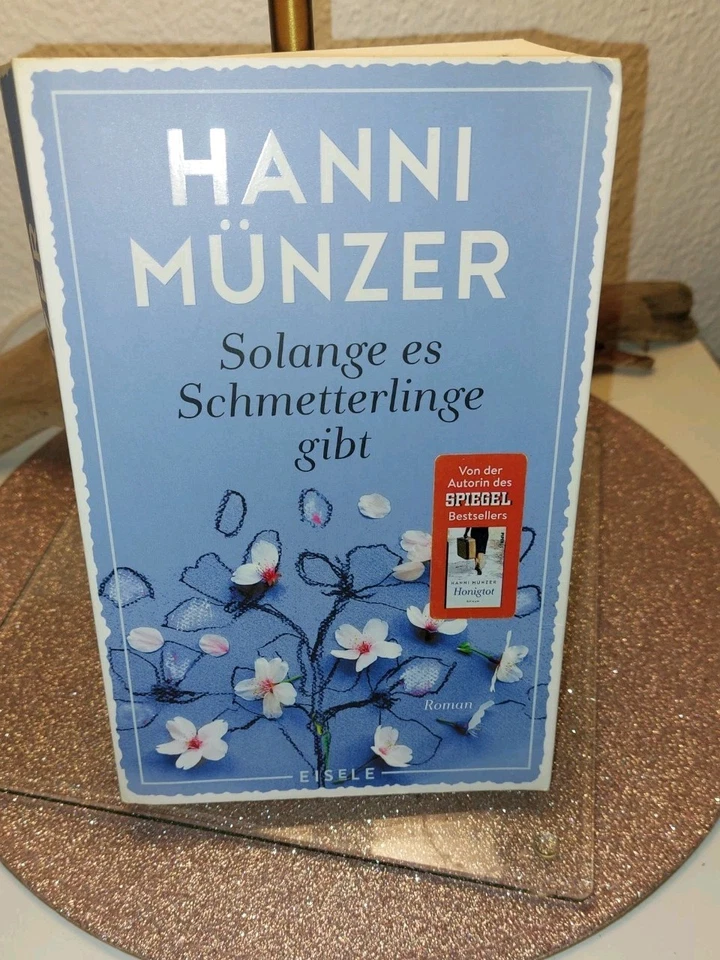 HANNI
MÜNZER
Solange es
Schmetterlinge
gibt
Von der
Autorin des
SPIEGEL
Bestsellers
HANNI MÜNZER
Honigtot
Roman
EISELE